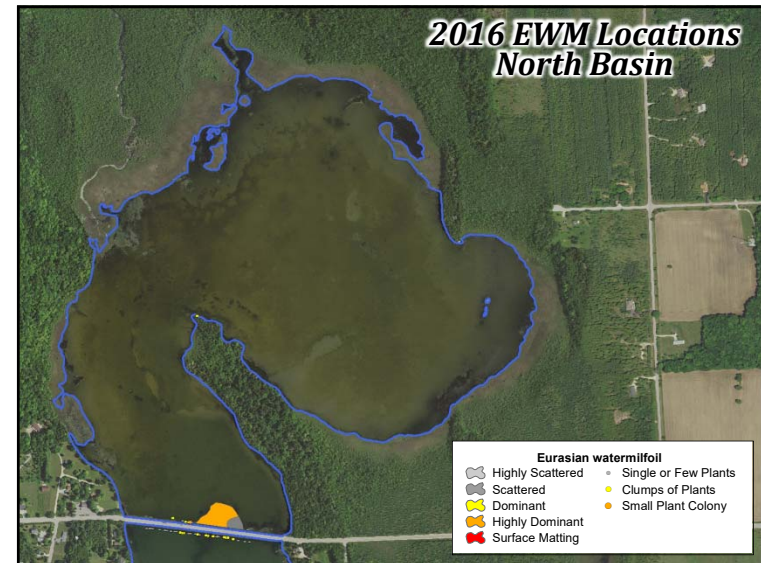 2016 EWM Locations
North Basin
Eurasian watermilfoil
Highly Scattered
Scattered
Dominant
Highly Dominant
Surface Matting
Single or Few Plants
Clumps of Plants
Small Plant Colony